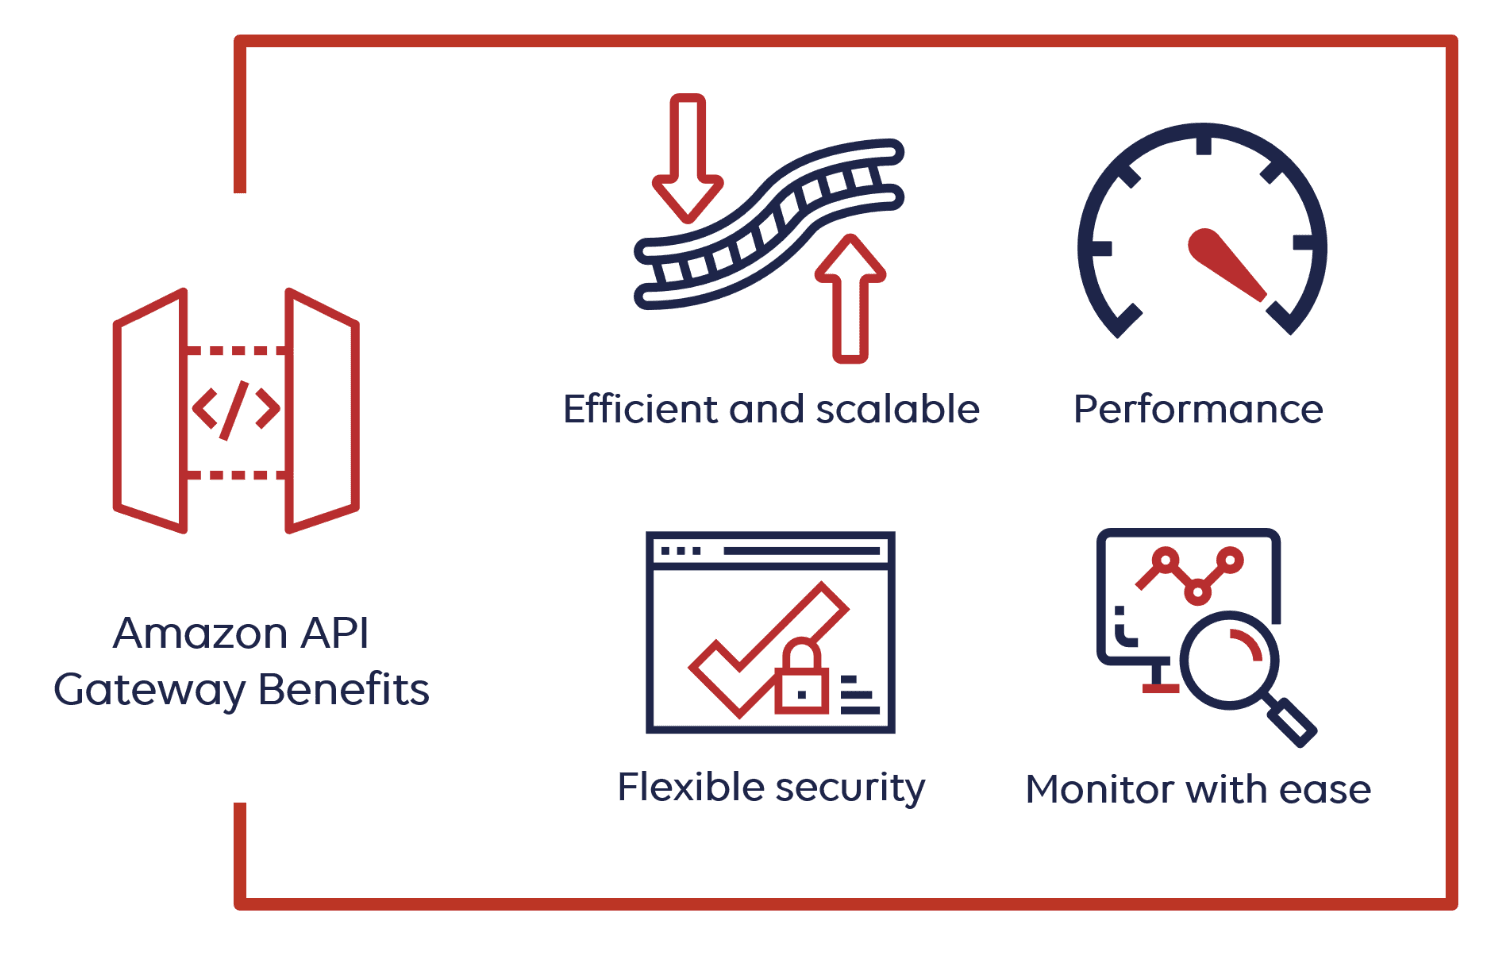 Amazon API
Gateway Benefits
Efficient and scalable
Performance
Flexible security
Monitor with ease